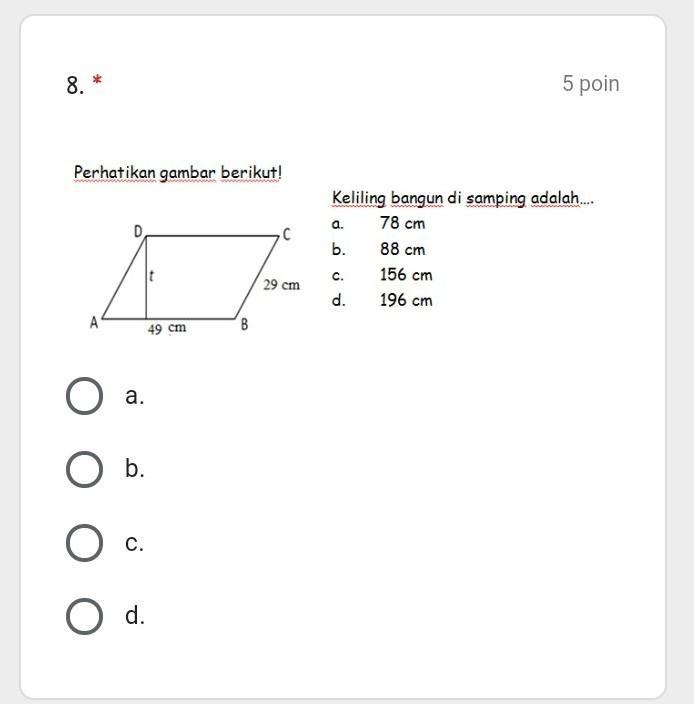 8. *
5 poin
Perhatikan gambar berikut!
Keliling bangun di samping adalah....
a. 78 cm
b. 88 cm
c. 156 cm
d. 196 cm
D
C
t
29 cm
A
49 cm
B
a.
b.
c.
d.